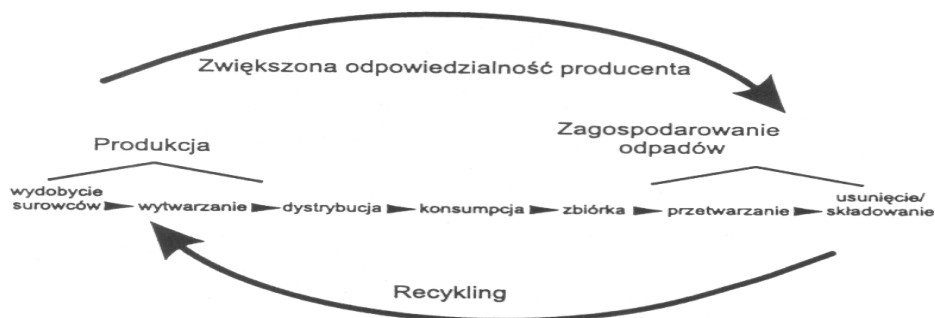 Zwiększona odpowiedzialność producenta
Produkcja
Zagospodarowanie
odpadów
wydobycie
surowców
wytwarzanie
dystrybucja
konsumpcja
zbiórka
przetwarzanie
usunięcie/
składowanie
Recykling